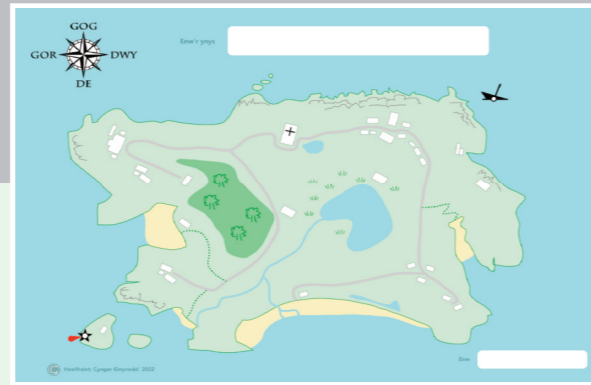 GOG
GOR DWY
DE
Enw'r ynys
Enw
Hawlfraint: Cyngor Gwynedd 2022